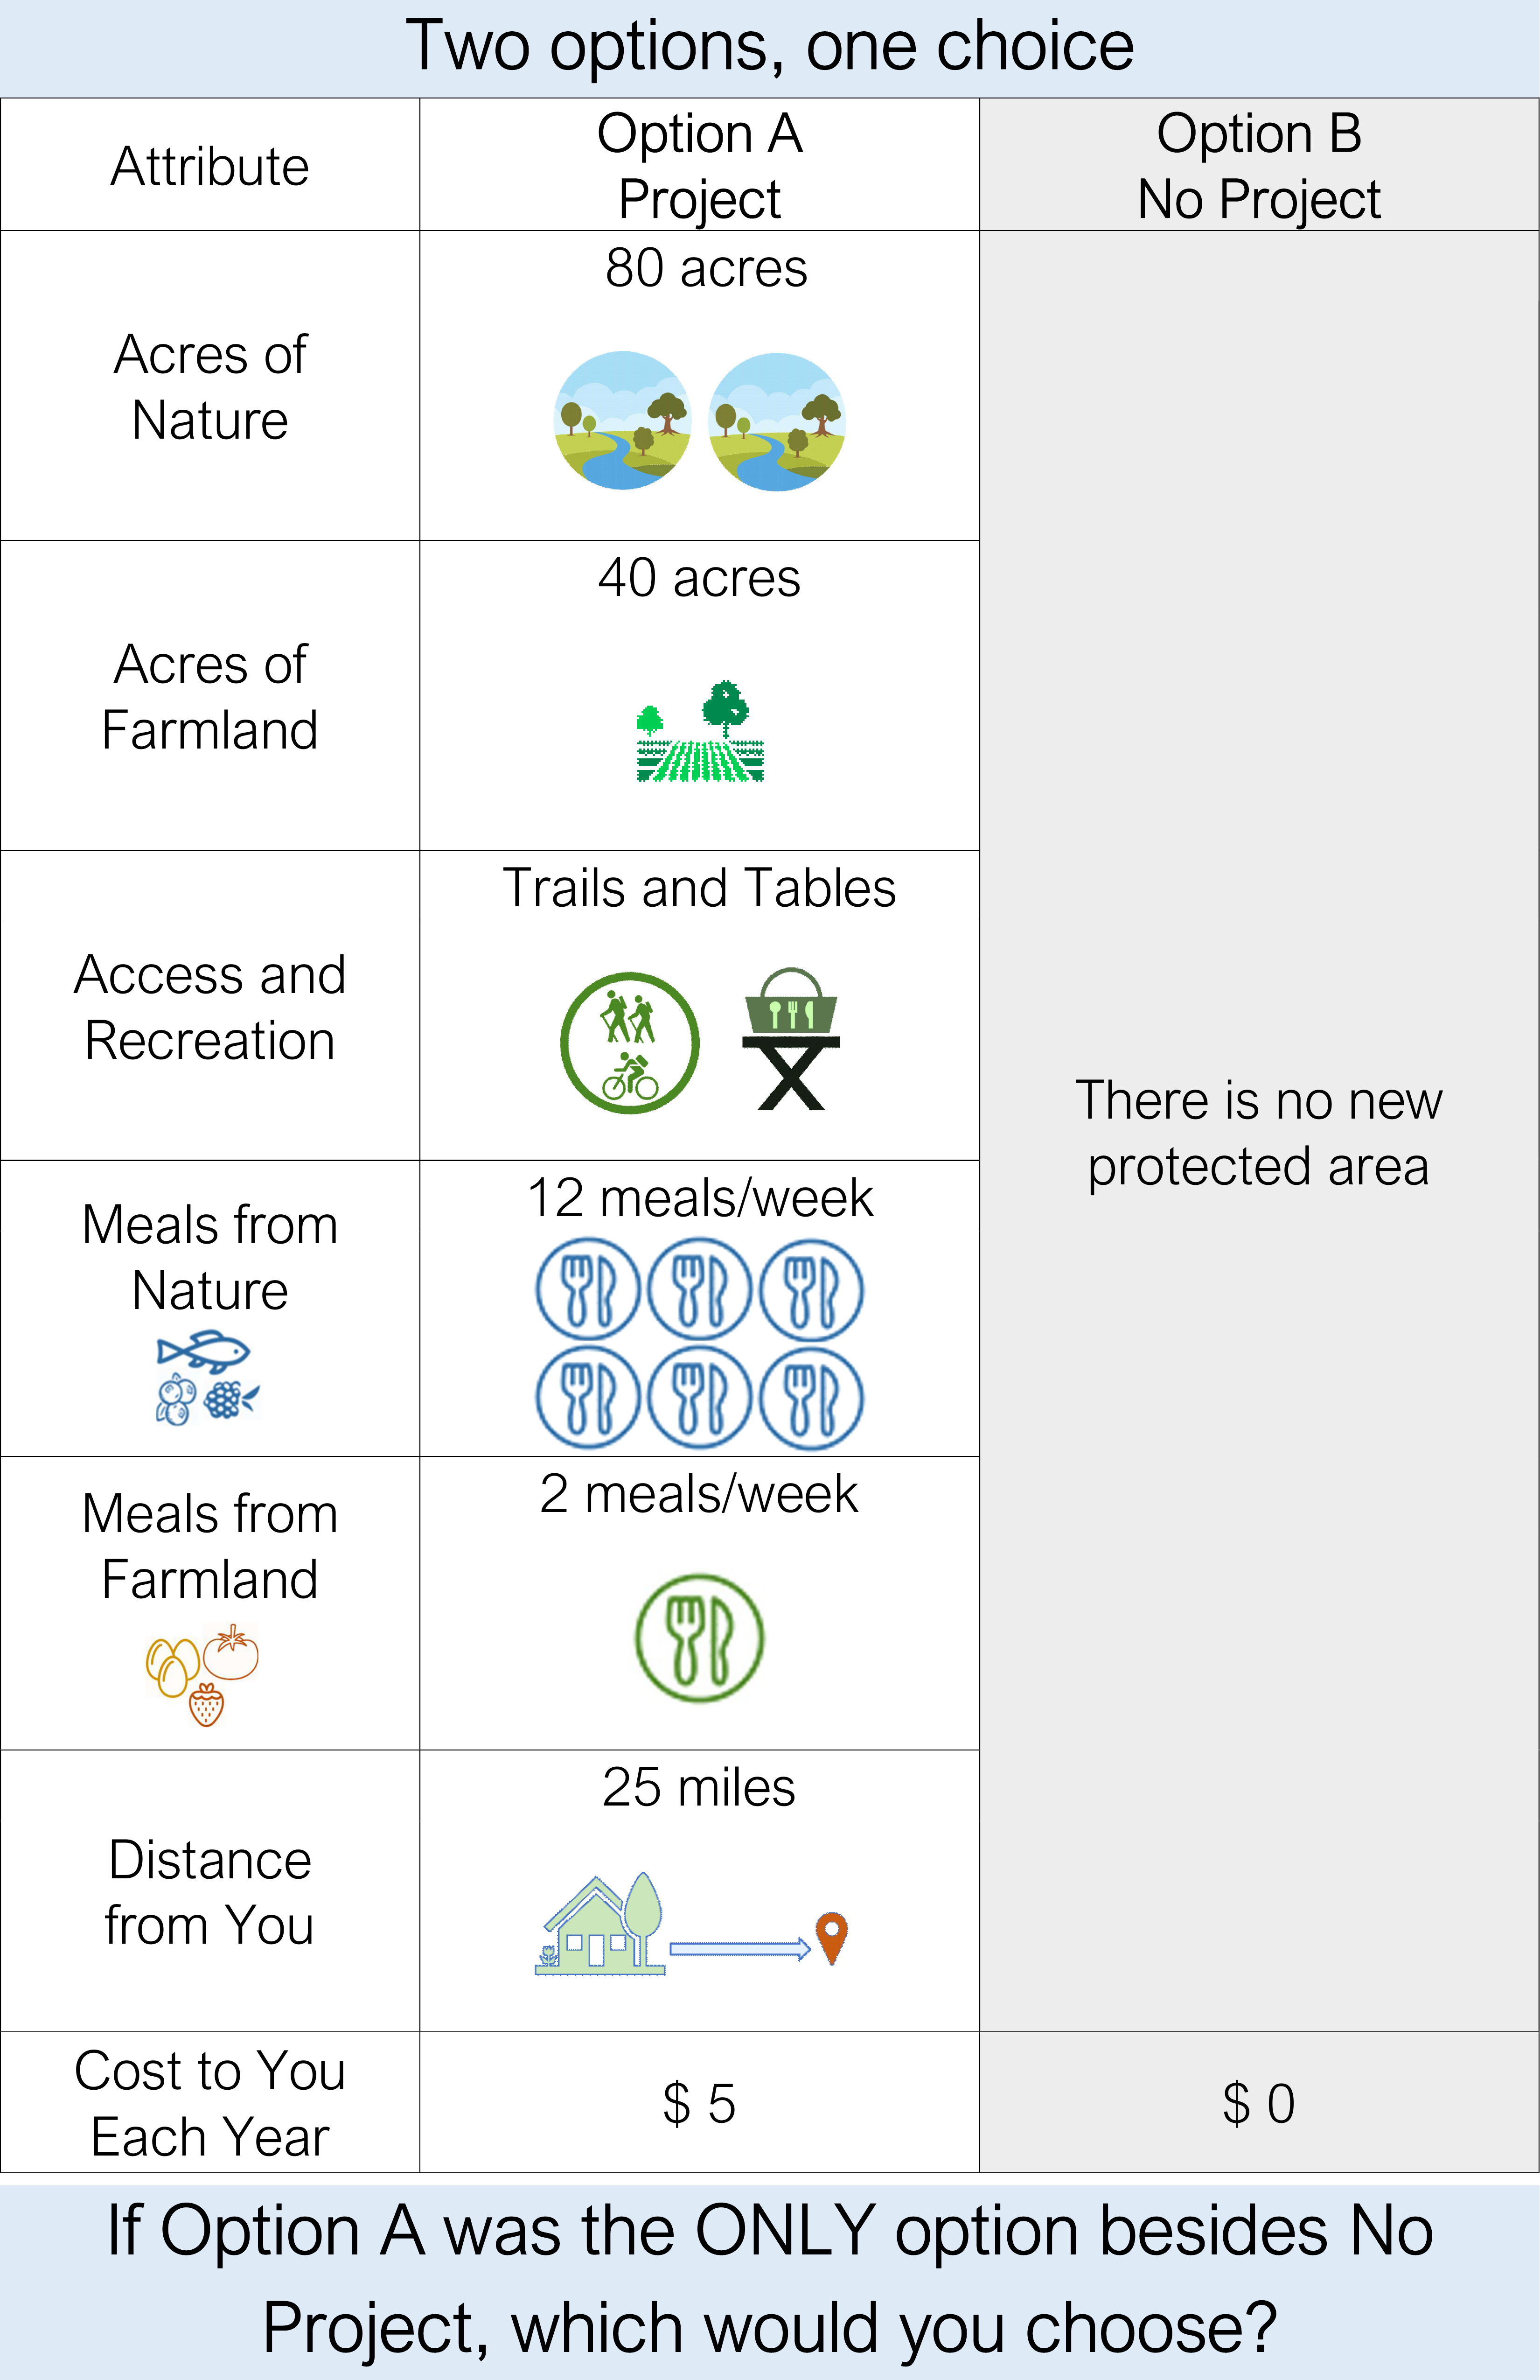 Two options, one choice
Attribute
Option A
Project
Option B
No Project
Acres of
Nature
80 acres
Acres of
Farmland
40 acres
Access and
Recreation
Trails and Tables
There is no new
protected area
Meals from
Nature
12 meals/week
Meals from
Farmland
2 meals/week
Distance
from You
25 miles
Cost to You
Each Year
$ 5
$ 0
If Option A was the ONLY option besides No
Project, which would you choose?